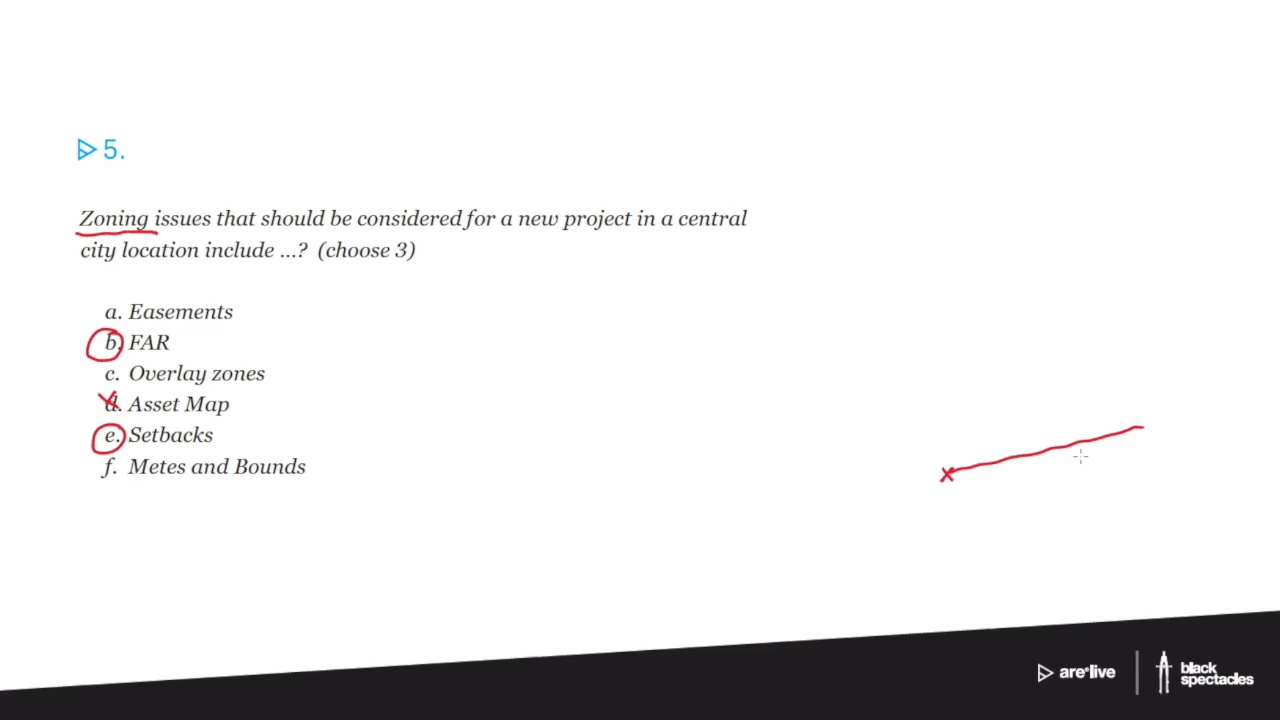 5.
Zoning issues that should be considered for a new project in a central
city location include ...? (choose 3)
a. Easements
b. FAR
c. Overlay zones
d. Asset Map
e. Setbacks
f. Metes and Bounds
are live
black
spectacles